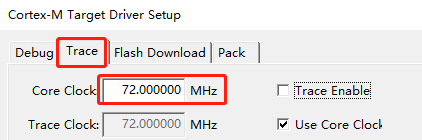 Cortex-M Target Driver Setup
Debug Trace Flash Download Pack
Core Clock: 72.000000 MHz Trace Enable
Trace Clock: 72.000000 MHz Use Core Clock